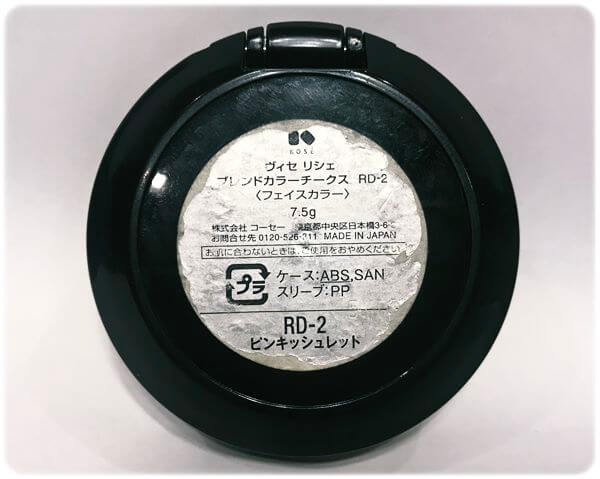 KOSÉ
ヴィセ リシェ
ブレンドカラーチークス RD-2
〈フェイスカラー〉
7.5g
株式会社 コーセー 京都中央区日本橋3-6-
お問合せ先 0120-526-311 MADE IN JAPAN
お肌に合わないときは、ご使用をおやめください。
プラ
ケース:ABS,SAN
スリーブ:PP
RD-2
ピンキッシュレット